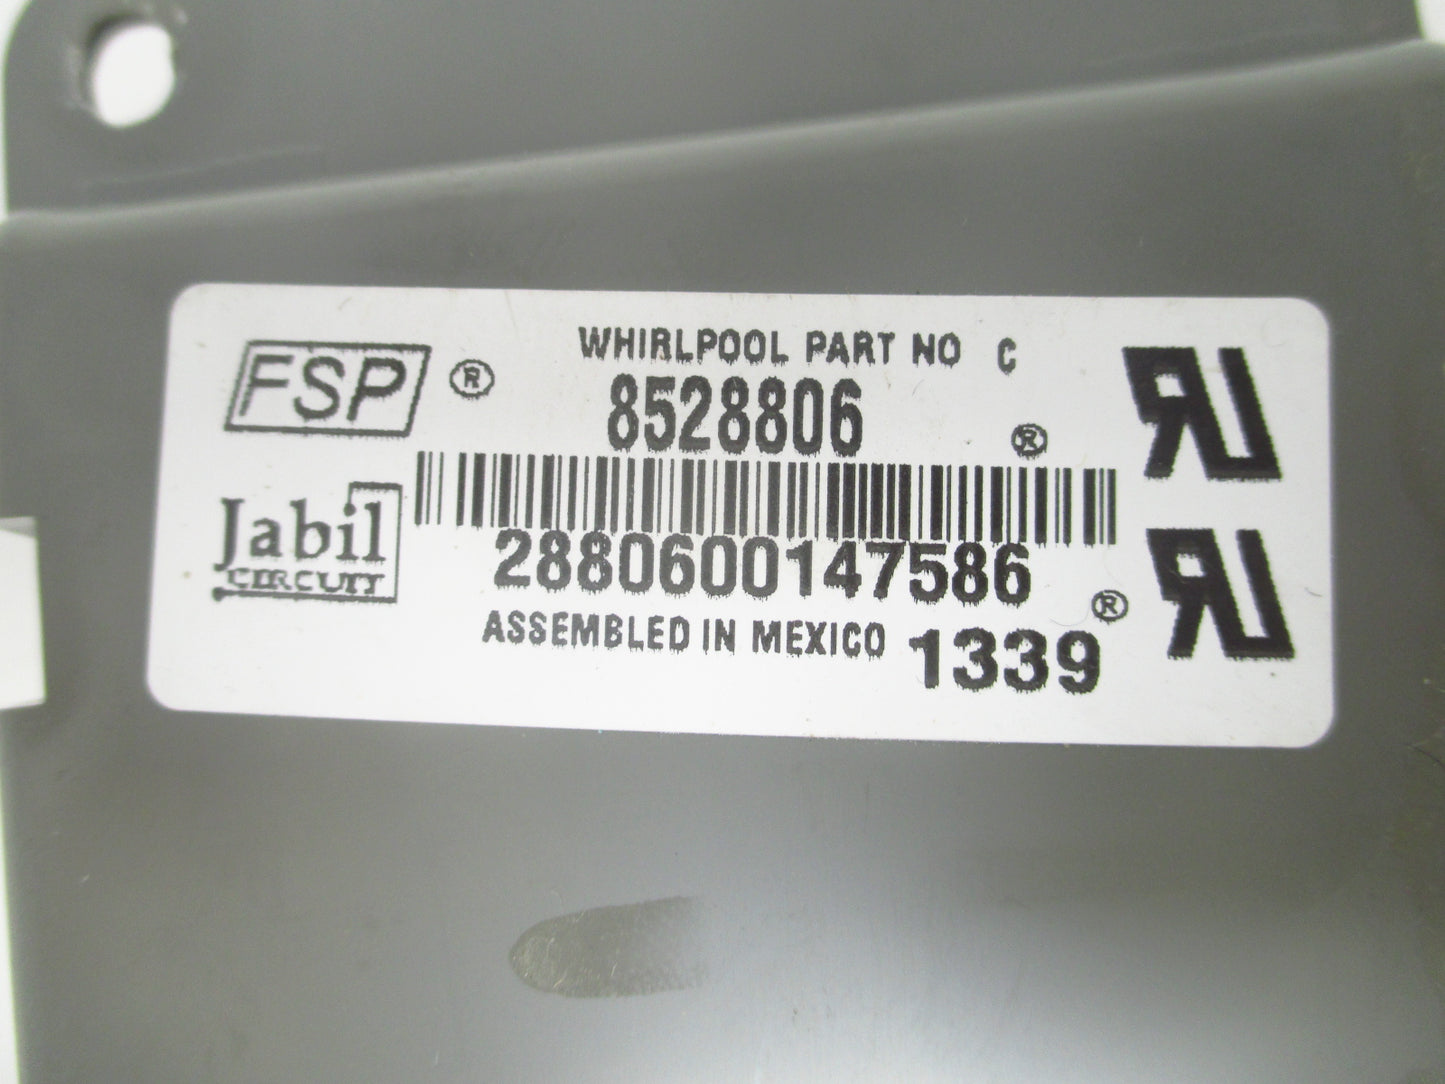 FSP ®
WHIRLPOOL PART NO C
8528806
®
Jabil
CIRCUIT
2880600147586
®
ASSEMBLED IN MEXICO 1339